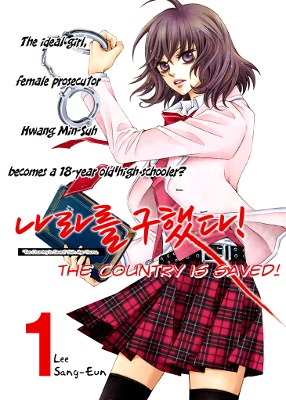 The ideal girl,
female prosecutor
Hwang Min-Suh
becomes a 18-year old high schooler?
나라를 구했다!
THE COUNTRY IS SAVED!
1
Lee
Sang-Eun